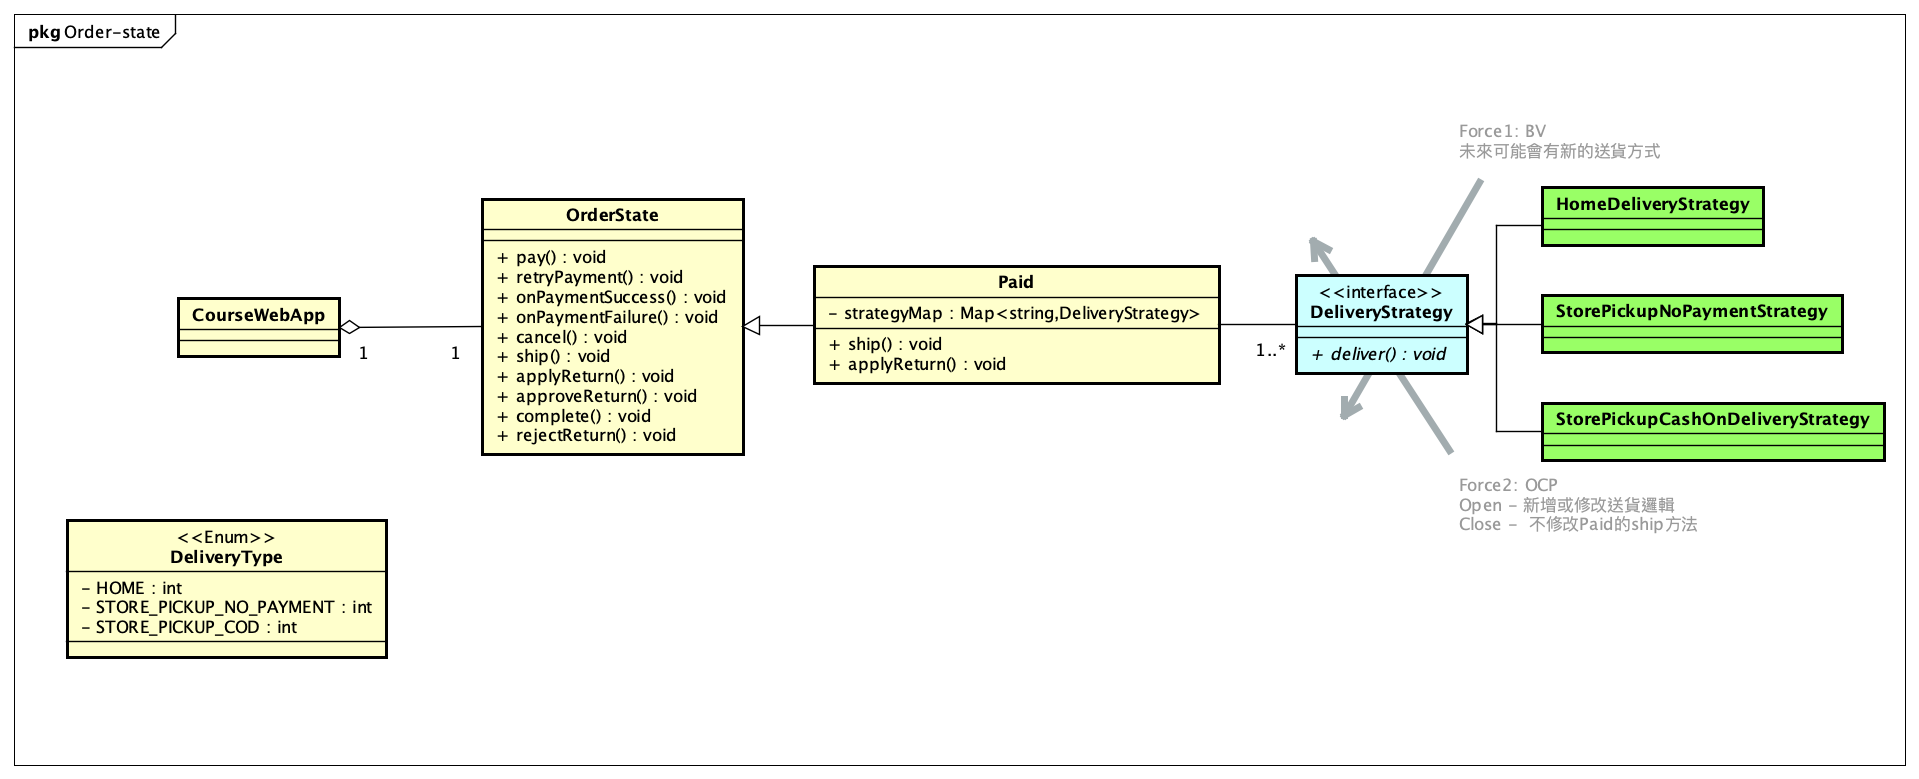 pkg Order-state
Force1: BV
未來可能會有新的送貨方式
HomeDeliveryStrategy
OrderState
+ pay() : void
+ retryPayment() : void
+ onPaymentSuccess() : void
+ onPaymentFailure() : void
+ cancel() : void
+ ship() : void
+ applyReturn() : void
+ approveReturn() : void
+ complete() : void
+ rejectReturn() : void
CourseWebApp
1
1
Paid
- strategyMap : Map<string,DeliveryStrategy>
+ ship() : void
+ applyReturn() : void
1..*
<<interface>>
DeliveryStrategy
+ deliver() : void
StorePickupNoPaymentStrategy
StorePickupCashOnDeliveryStrategy
Force2: OCP
Open - 新增或修改送貨邏輯
Close - 不修改Paid的ship方法
<<Enum>>
DeliveryType
- HOME : int
- STORE_PICKUP_NO_PAYMENT : int
- STORE_PICKUP_COD : int